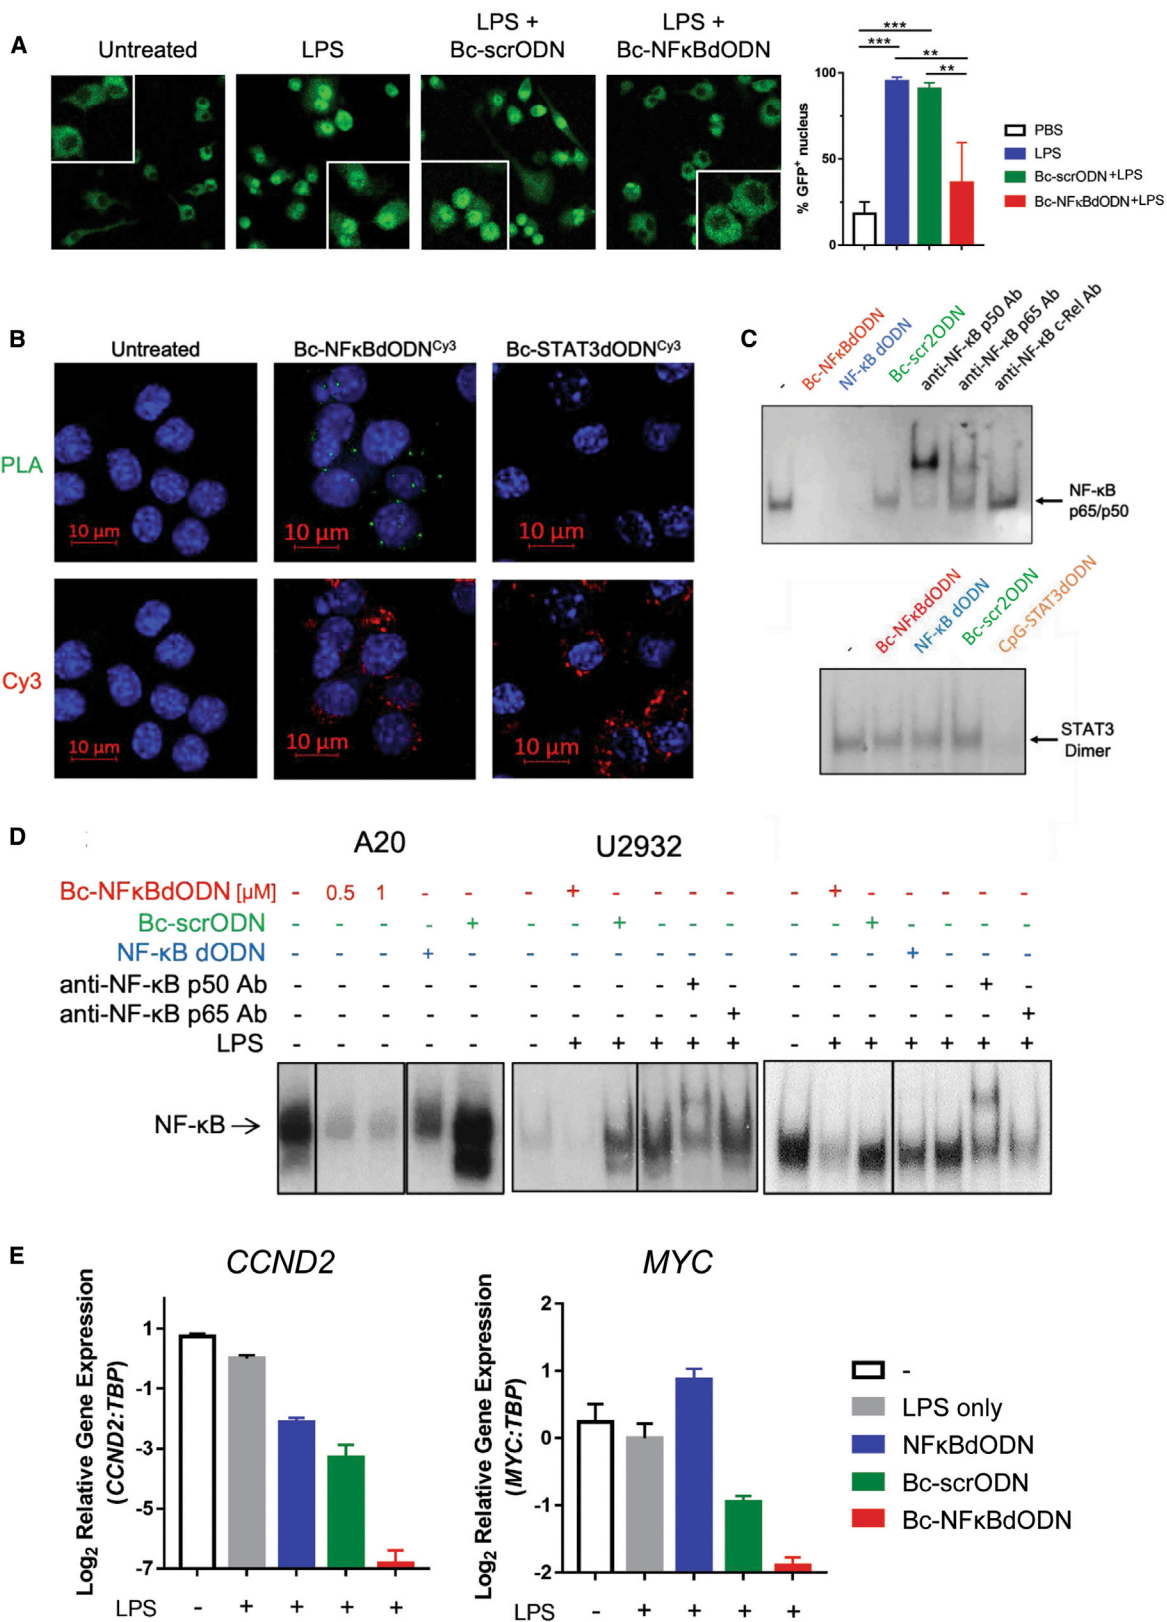 A
Untreated
LPS
LPS +
Bc-scrODN
LPS +
Bc-NFκBdODN
***
***
**
**
% GFP⁺ nucleus
100
50
0
PBS
LPS
Bc-scrODN+LPS
Bc-NFκBdODN+LPS
B
Untreated
Bc-NFκBdODN^Cy3
Bc-STAT3dODN^Cy3
PLA
10 µm
10 µm
10 µm
Cy3
10 µm
10 µm
10 µm
C
-
Bc-NFκBdODN
NF-κB dODN
Bc-scr2ODN
anti-NF-κB p50 Ab
anti-NF-κB p65 Ab
anti-NF-κB c-Rel Ab
NF-κB
p65/p50
-
Bc-NFκBdODN
NF-κB dODN
Bc-scr2ODN
CpG-STAT3dODN
STAT3
Dimer
D
A20
U2932
Bc-NFκBdODN [µM] - 0.5 1 - - - + - - - - - + - - - - -
Bc-scrODN - - - - + - - + - - - - - + - - - -
NF-κB dODN - - - + - - - - - - - - - - + - - -
anti-NF-κB p50 Ab - - - - - - - - - + - - - - - - + -
anti-NF-κB p65 Ab - - - - - - - - - - + - - - - - - +
LPS - - - - - - + + + + + - + + + + + +
NF-κB →
E
CCND2
Log₂ Relative Gene Expression
(CCND2:TBP)
1
-1
-3
-5
-7
LPS - + + + +
MYC
Log₂ Relative Gene Expression
(MYC:TBP)
2
1
0
-1
-2
LPS - + + + +
-
LPS only
NFκBdODN
Bc-scrODN
Bc-NFκBdODN